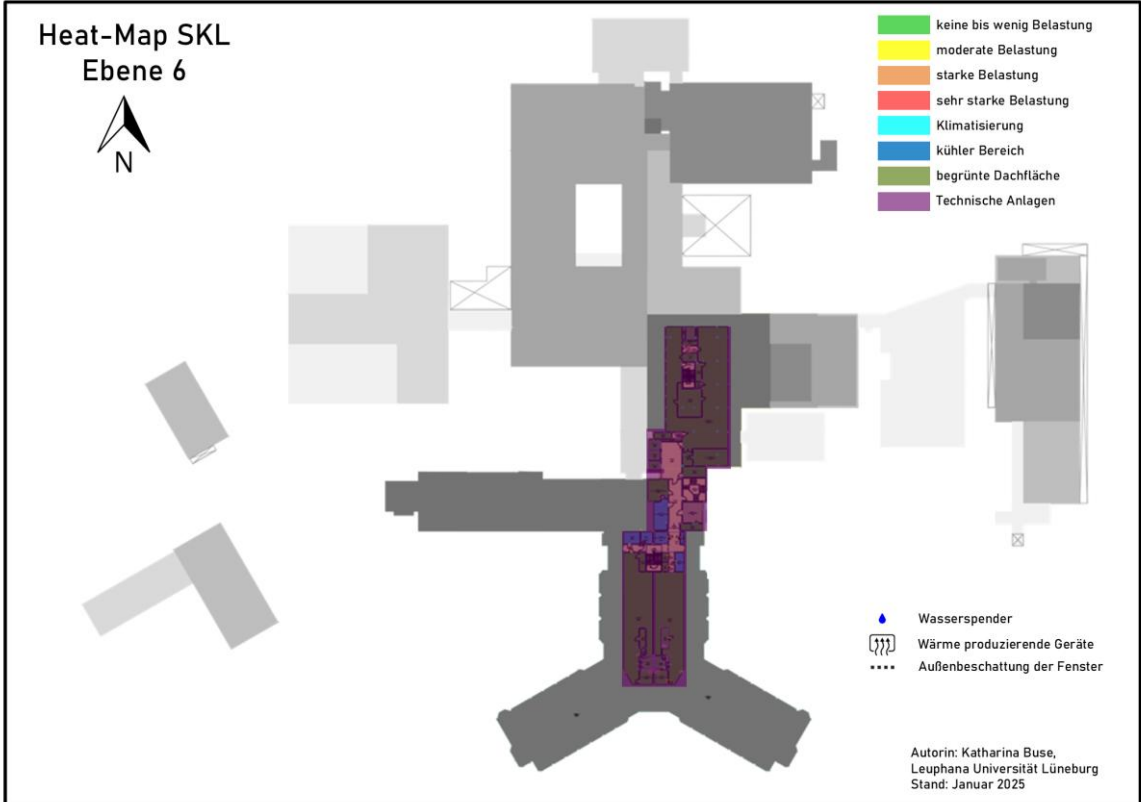 Heat-Map SKL
Ebene 6
N
keine bis wenig Belastung
moderate Belastung
starke Belastung
sehr starke Belastung
Klimatisierung
kühler Bereich
begrünte Dachfläche
Technische Anlagen
Wasserspender
Wärme produzierende Geräte
Außenbeschattung der Fenster
Autorin: Katharina Buse,
Leuphana Universität Lüneburg
Stand: Januar 2025